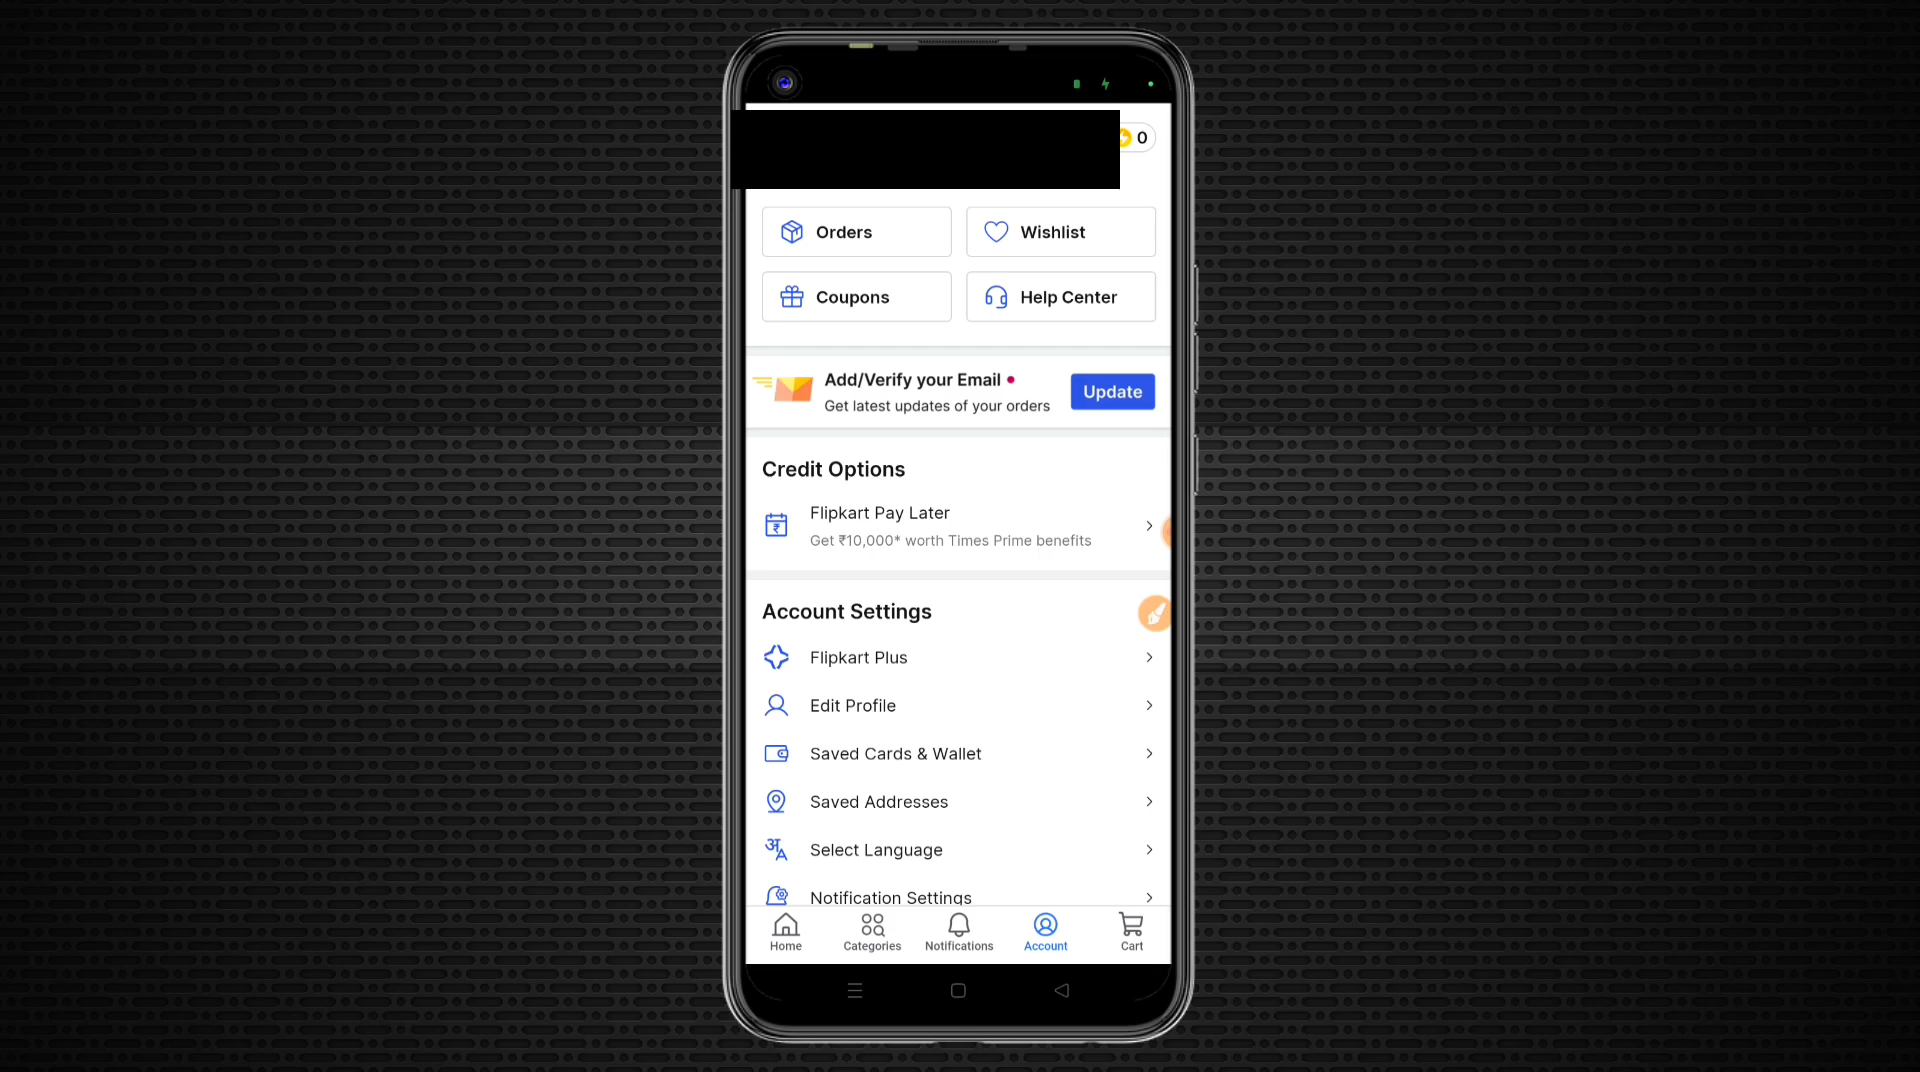 0
Orders
Wishlist
Coupons
Help Center
Add/Verify your Email
Get latest updates of your orders
Update
Credit Options
Flipkart Pay Later
Get ₹10,000* worth Times Prime benefits
Account Settings
Flipkart Plus
Edit Profile
Saved Cards & Wallet
Saved Addresses
Select Language
Notification Settings
Home
Categories
Notifications
Account
Cart